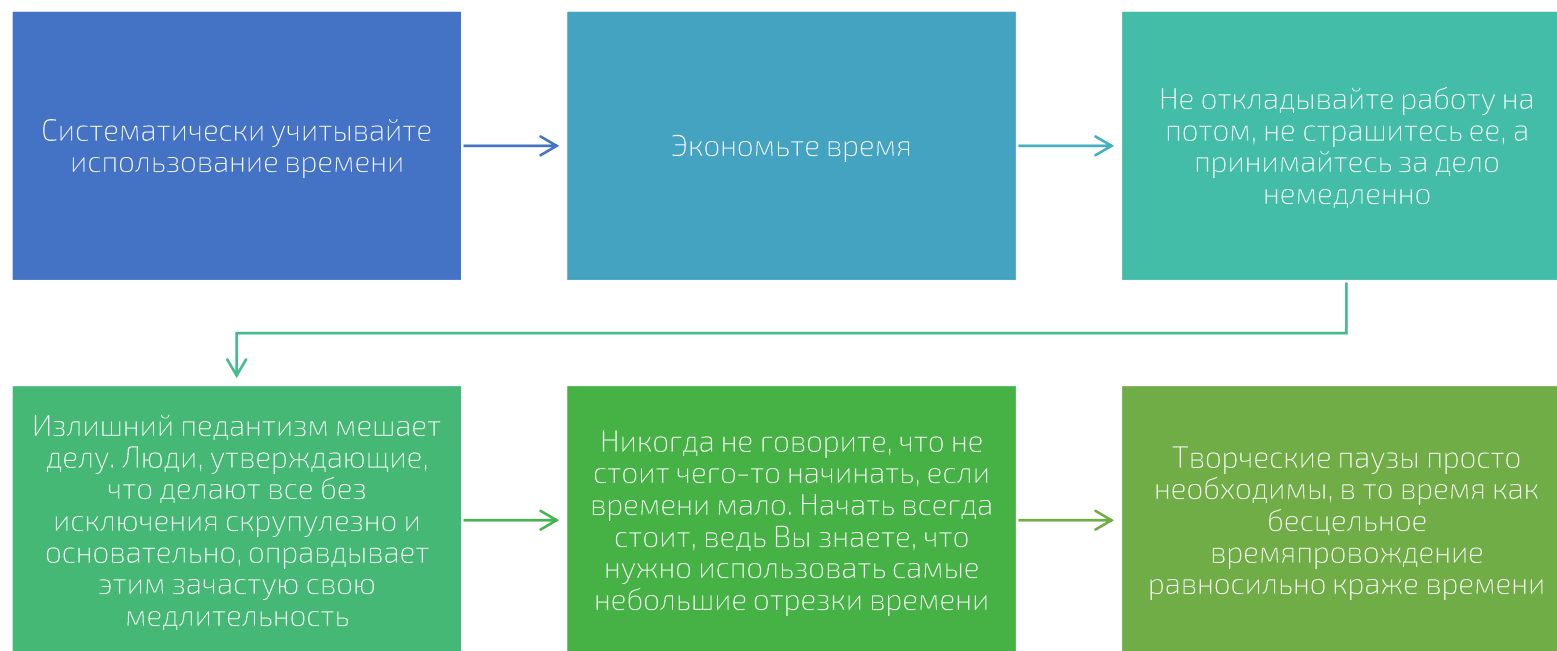 Систематически учитывайте
использование времени
Экономьте время
Не откладывайте работу на
потом, не страшитесь ее, а
принимайтесь за дело
немедленно
Излишний педантизм мешает
делу. Люди, утверждающие,
что делают все без
исключения скрупулезно и
основательно, оправдывает
этим зачастую свою
медлительность
Никогда не говорите, что не
стоит чего-то начинать, если
времени мало. Начать всегда
стоит, ведь Вы знаете, что
нужно использовать самые
небольшие отрезки времени
Творческие паузы просто
необходимы, в то время как
бесцельное
времяпровождение
равносильно краже времени